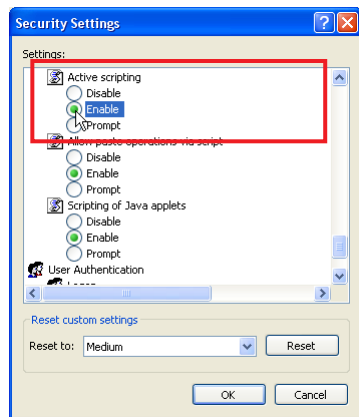 Security Settings
Settings:
Active scripting
Disable
Enable
Prompt
Allow paste operations via script
Disable
Enable
Prompt
Scripting of Java applets
Disable
Enable
Prompt
User Authentication
Reset custom settings
Reset to: Medium Reset
OK Cancel